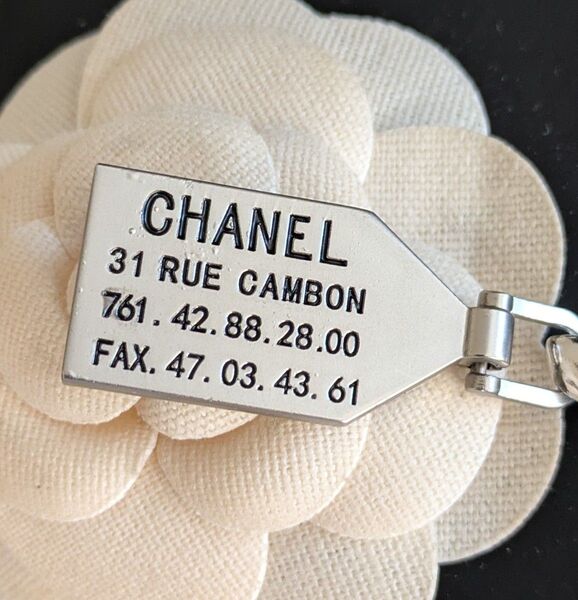 CHANEL
31 RUE CAMBON
761.42.88.28.00
FAX. 47. 03. 43. 61